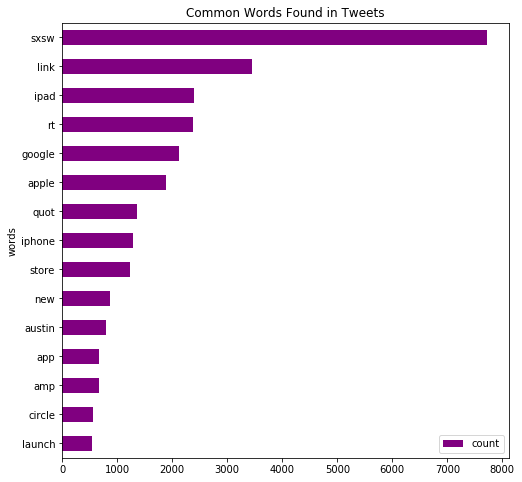 Common Words Found in Tweets
words
sxsw
link
ipad
rt
google
apple
quot
iphone
store
new
austin
app
amp
circle
launch
0 1000 2000 3000 4000 5000 6000 7000 8000
count